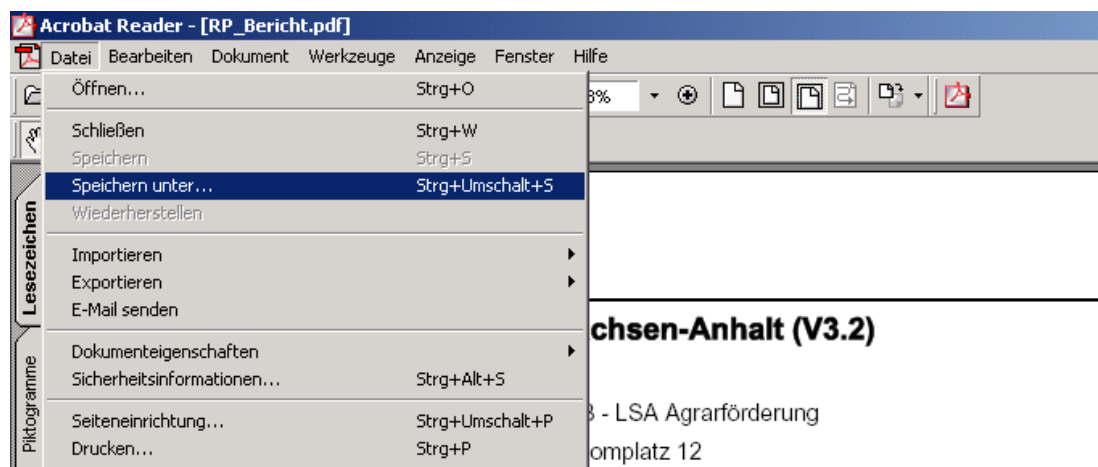 Acrobat Reader - [RP_Bericht.pdf]
Datei Bearbeiten Dokument Werkzeuge Anzeige Fenster Hilfe
Öffnen... Strg+O
%
Schließen Strg+W
Speichern Strg+S
Speichern unter... Strg+Umschalt+S
Wiederherstellen
Lesezeichen
Importieren
Exportieren
E-Mail senden
chsen-Anhalt (V3.2)
Dokumenteigenschaften
Sicherheitsinformationen... Strg+Alt+S
Piktogramme
- LSA Agrarförderung
Seiteneinrichtung... Strg+Umschalt+P
Drucken... Strg+P
omplatz 12